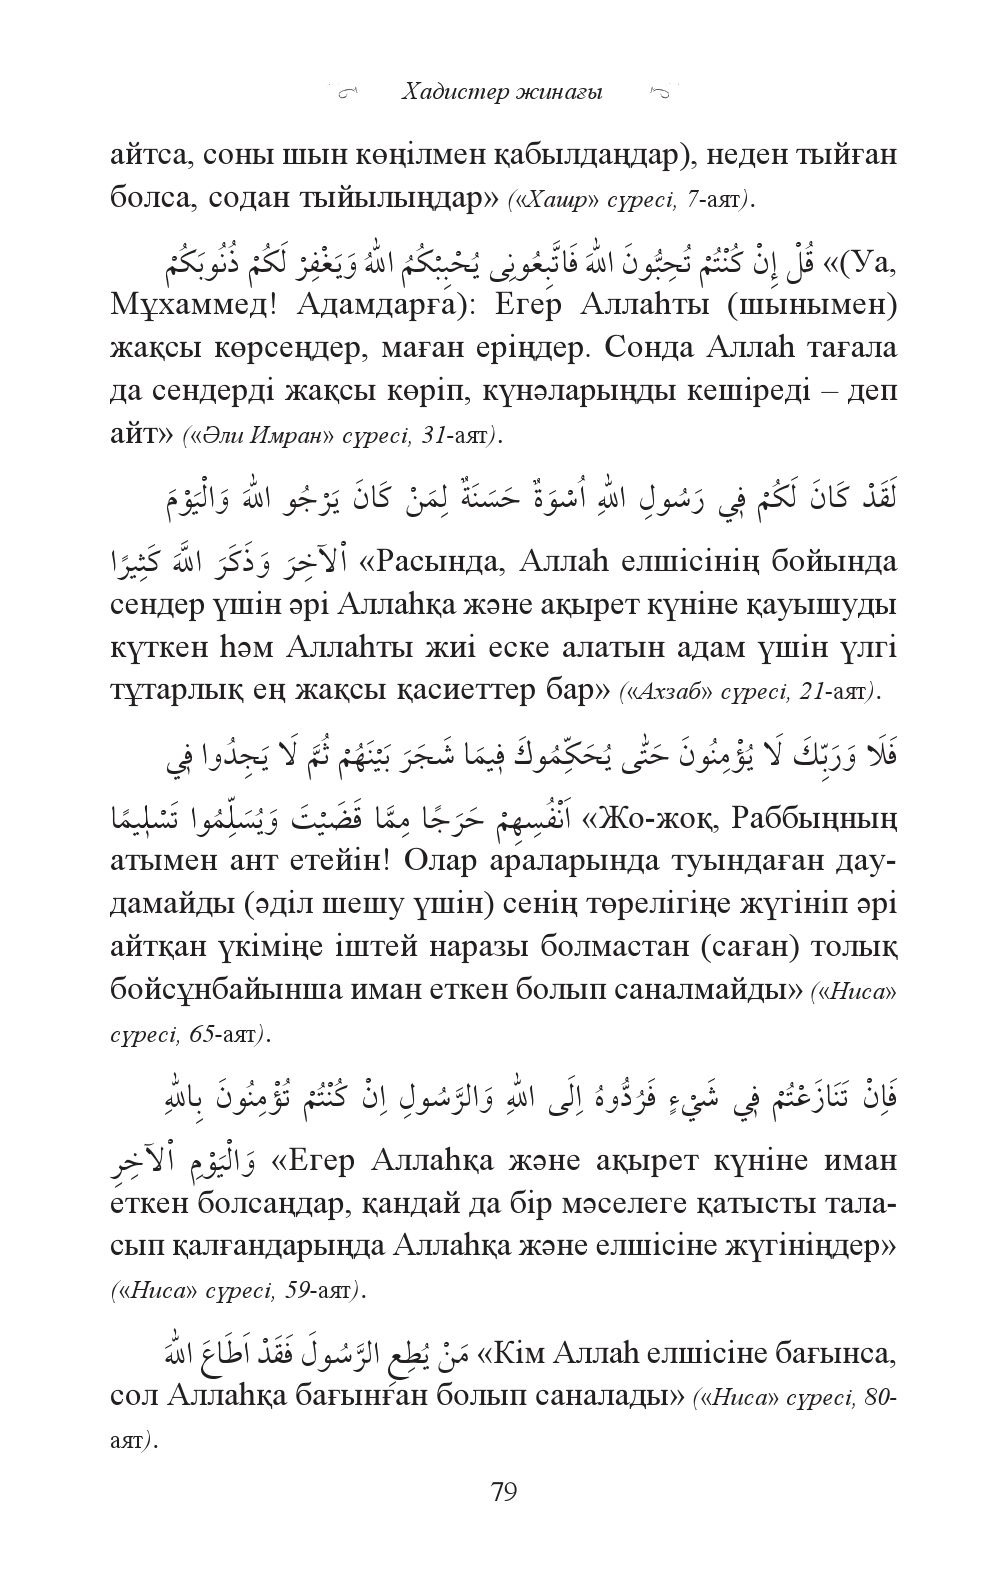 Хадистер жинағы
айтса, соны шын көңілмен қабылдаңдар), неден тыйған
болса, содан тыйылыңдар» («Хашр» сүресі, 7-аят).
قُلْ إِنْ كُنْتُمْ تُحِبُّونَ اللهَ فَاتَّبِعُونِى يُحْبِبْكُمُ اللهُ وَيَغْفِرْ لَكُمْ ذُنُوبَكُمْ «(Уа,
Мұхаммед! Адамдарға): Егер Аллаһты (шынымен)
жақсы көрсеңдер, маған еріңдер. Сонда Аллаһ тағала
да сендерді жақсы көріп, күнәларыңды кешіреді – деп
айт» («Әли Имран» сүресі, 31-аят).
لَقَدْ كَانَ لَكُمْ فِي رَسُولِ اللهِ اُسْوَةٌ حَسَنَةٌ لِمَنْ كَانَ يَرْجُو اللهَ وَالْيَوْمَ
اْلآخِرَ وَذَكَرَ اللَّهَ كَثِيرًا «Расында, Аллаһ елшісінің бойында
сендер үшін әрі Аллаһқа және ақырет күніне қауышуды
күткен һәм Аллаһты жиі еске алатын адам үшін үлгі
тұтарлық ең жақсы қасиеттер бар» («Ахзаб» сүресі, 21-аят).
فَلَا وَرَبِّكَ لَا يُؤْمِنُونَ حَتَّى يُحَكِّمُوكَ فِيمَا شَجَرَ بَيْنَهُمْ ثُمَّ لَا يَجِدُوا فِي
اَنْفُسِهِمْ حَرَجًا مِمَّا قَضَيْتَ وَيُسَلِّمُوا تَسْلِيمًا «Жо-жоқ, Раббыңның
атымен ант етейін! Олар араларында туындаған дау-
дамайды (әділ шешу үшін) сенің төрелігіңе жүгініп әрі
айтқан үкіміңе іштей наразы болмастан (саған) толық
бойсұнбайынша иман еткен болып саналмайды» («Ниса»
сүресі, 65-аят).
فَاِنْ تَنَازَعْتُمْ فِي شَيْءٍ فَرُدُّوهُ اِلَى اللهِ وَالرَّسُولِ اِنْ كُنْتُمْ تُؤْمِنُونَ بِاللهِ
وَالْيَوْمِ اْلآخِرِ «Егер Аллаһқа және ақырет күніне иман
еткен болсаңдар, қандай да бір мәселеге қатысты тала-
сып қалғандарыңда Аллаһқа және елшісіне жүгініңдер»
(«Ниса» сүресі, 59-аят).
مَنْ يُطِعِ الرَّسُولَ فَقَدْ اَطَاعَ اللهَ «Кім Аллаһ елшісіне бағынса,
сол Аллаһқа бағынған болып саналады» («Ниса» сүресі, 80-
аят).
79